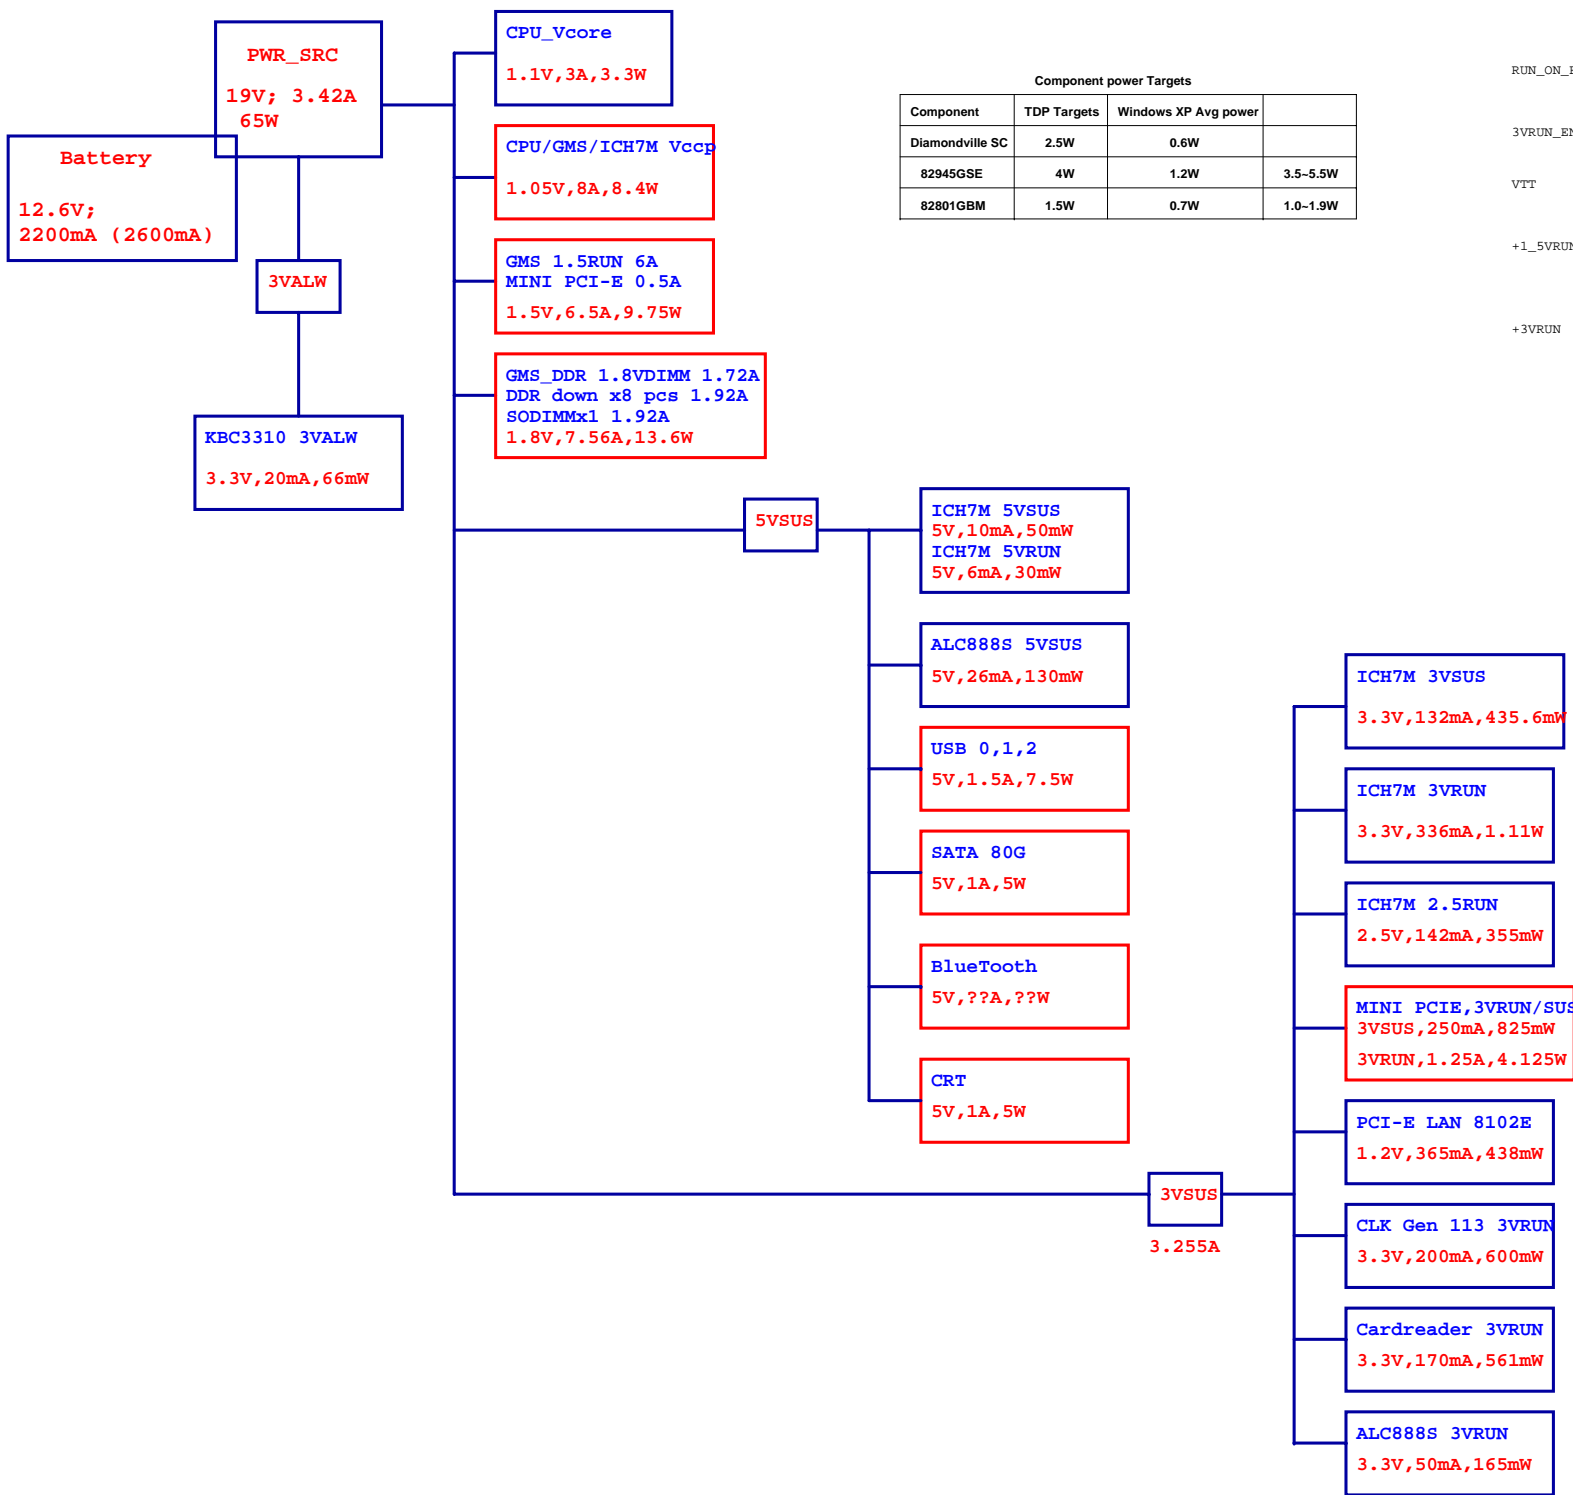 PWR_SRC
19V; 3.42A
65W
Battery
12.6V;
2200mA (2600mA)
3VALW
KBC3310 3VALW
3.3V,20mA,66mW
CPU_Vcore
1.1V,3A,3.3W
CPU/GMS/ICH7M Vccp
1.05V,8A,8.4W
GMS 1.5RUN 6A
MINI PCI-E 0.5A
1.5V,6.5A,9.75W
GMS_DDR 1.8VDIMM 1.72A
DDR down x8 pcs 1.92A
SODIMMx1 1.92A
1.8V,7.56A,13.6W
Component power Targets
Component TDP Targets Windows XP Avg power
Diamondville SC 2.5W 0.6W
82945GSE 4W 1.2W 3.5~5.5W
82801GBM 1.5W 0.7W 1.0~1.9W
3VRUN_EN
VTT
+1_5VRUN
+3VRUN
5VSUS
ICH7M 5VSUS
5V,10mA,50mW
ICH7M 5VRUN
5V,6mA,30mW
ALC888S 5VSUS
5V,26mA,130mW
USB 0,1,2
5V,1.5A,7.5W
SATA 80G
5V,1A,5W
BlueTooth
5V,??A,??W
CRT
5V,1A,5W
3VSUS
3.255A
ICH7M 3VSUS
3.3V,132mA,435.6mW
ICH7M 3VRUN
3.3V,336mA,1.11W
ICH7M 2.5RUN
2.5V,142mA,355mW
MINI PCIE,3VRUN/SUS
3VSUS,250mA,825mW
3VRUN,1.25A,4.125W
PCI-E LAN 8102E
1.2V,365mA,438mW
CLK Gen 113 3VRUN
3.3V,200mA,600mW
Cardreader 3VRUN
3.3V,170mA,561mW
ALC888S 3VRUN
3.3V,50mA,165mW